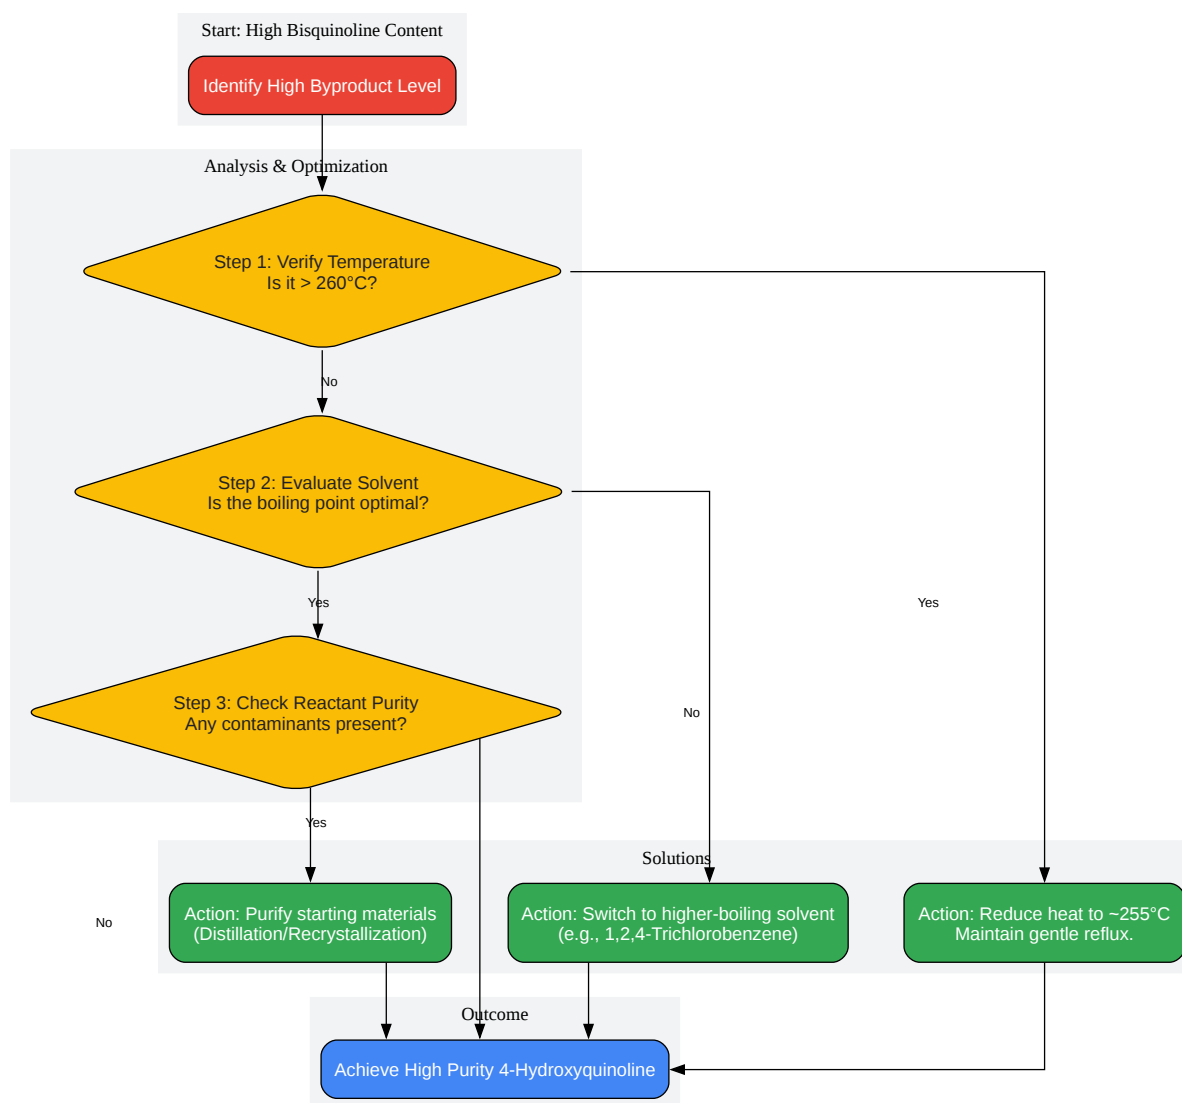 Start: High Bisquinoline Content
Identify High Byproduct Level
Analysis & Optimization
Step 1: Verify Temperature
Is it > 260°C?
No
Step 2: Evaluate Solvent
Is the boiling point optimal?
Yes
Yes
Step 3: Check Reactant Purity
Any contaminants present?
No
Yes
Solutions
Action: Purify starting materials
(Distillation/Recrystallization)
Action: Switch to higher-boiling solvent
(e.g., 1,2,4-Trichlorobenzene)
Action: Reduce heat to ~255°C
Maintain gentle reflux.
No
Outcome
Achieve High Purity 4-Hydroxyquinoline